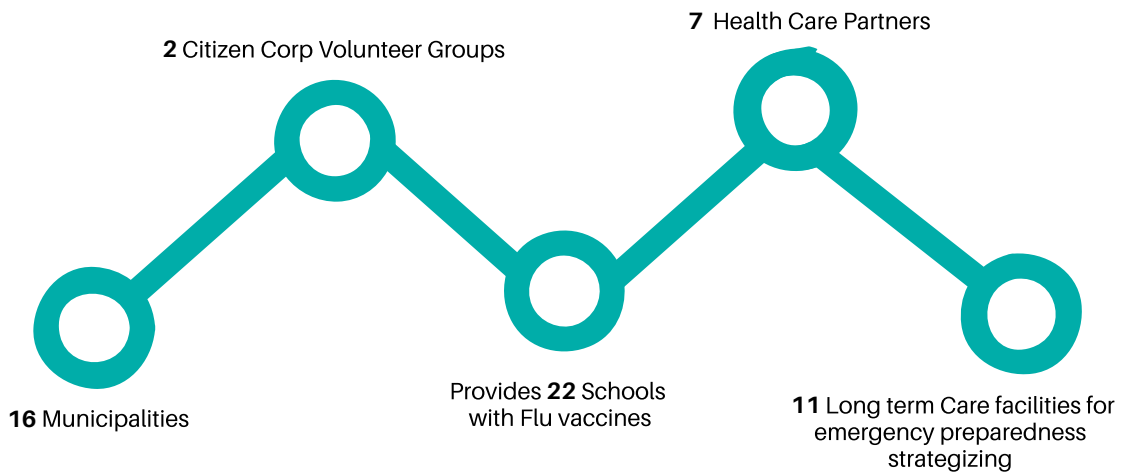 7 Health Care Partners
2 Citizen Corp Volunteer Groups
16 Municipalities
Provides 22 Schools
with Flu vaccines
11 Long term Care facilities for
emergency preparedness
strategizing